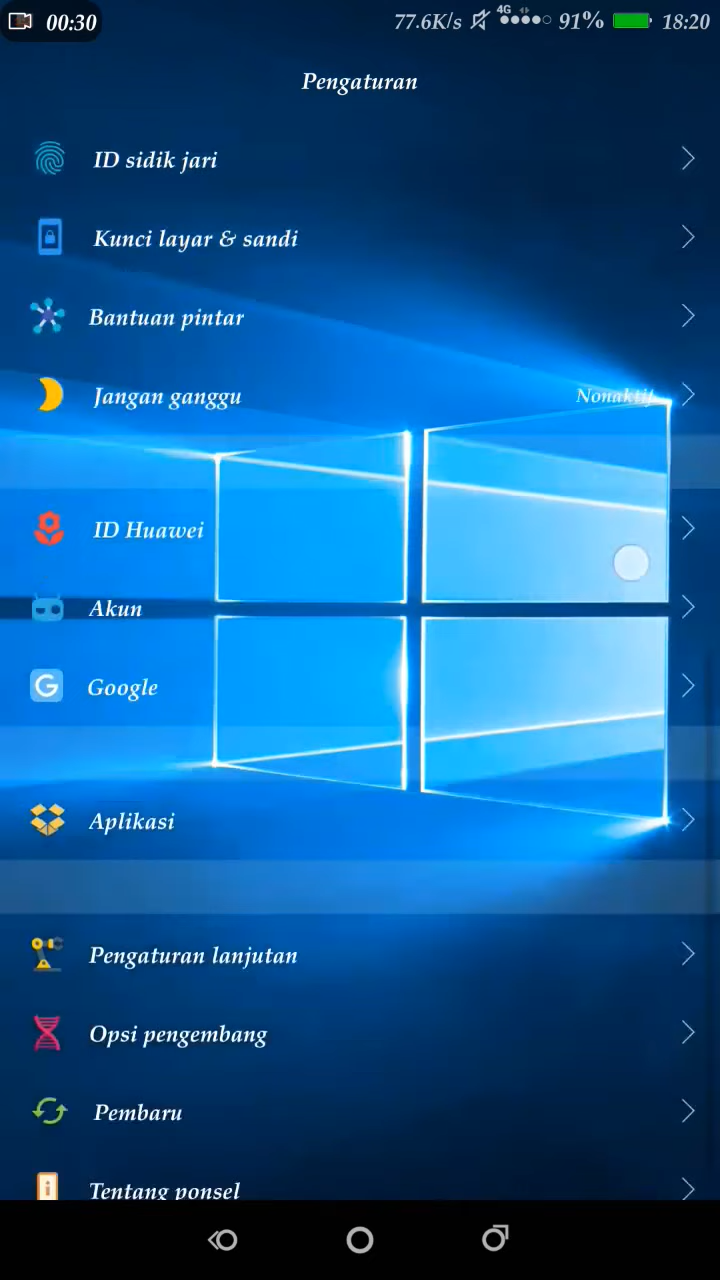 00:30 77.6K/s 4G 91% 18:20
Pengaturan
ID sidik jari
Kunci layar & sandi
Bantuan pintar
Jangan ganggu Nonaktif
ID Huawei
Akun
Google
Aplikasi
Pengaturan lanjutan
Opsi pengembang
Pembaru
Tentang ponsel